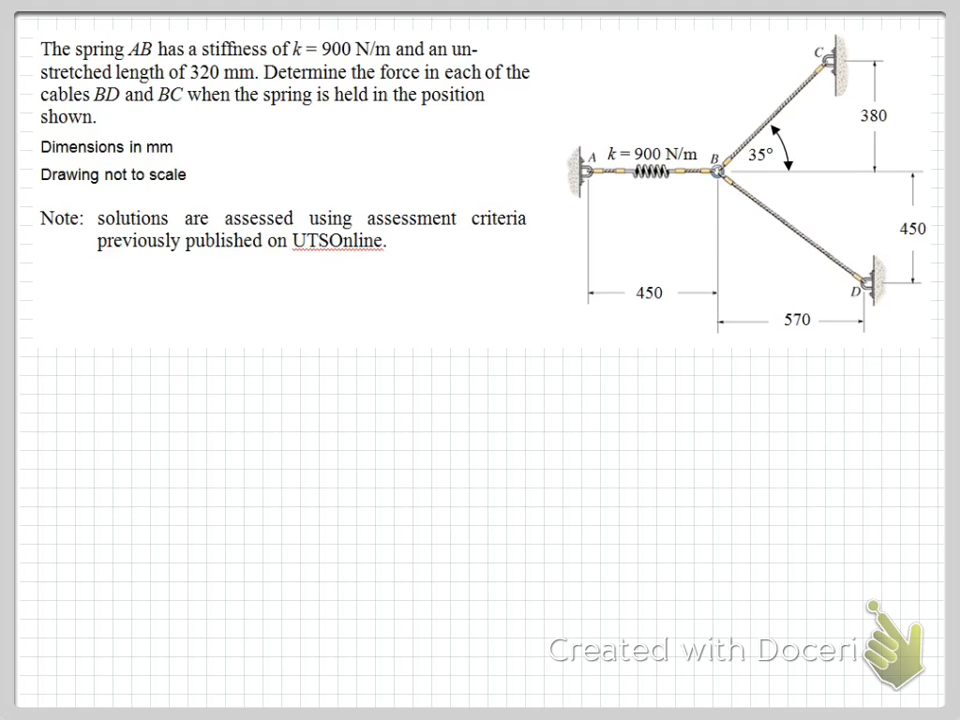 The spring AB has a stiffness of k = 900 N/m and an un-
stretched length of 320 mm. Determine the force in each of the
cables BD and BC when the spring is held in the position
shown.
Dimensions in mm
Drawing not to scale
Note: solutions are assessed using assessment criteria
previously published on UTSOnline.
C
380
A k = 900 N/m B 35°
450
D
450
570
Created with Doceri